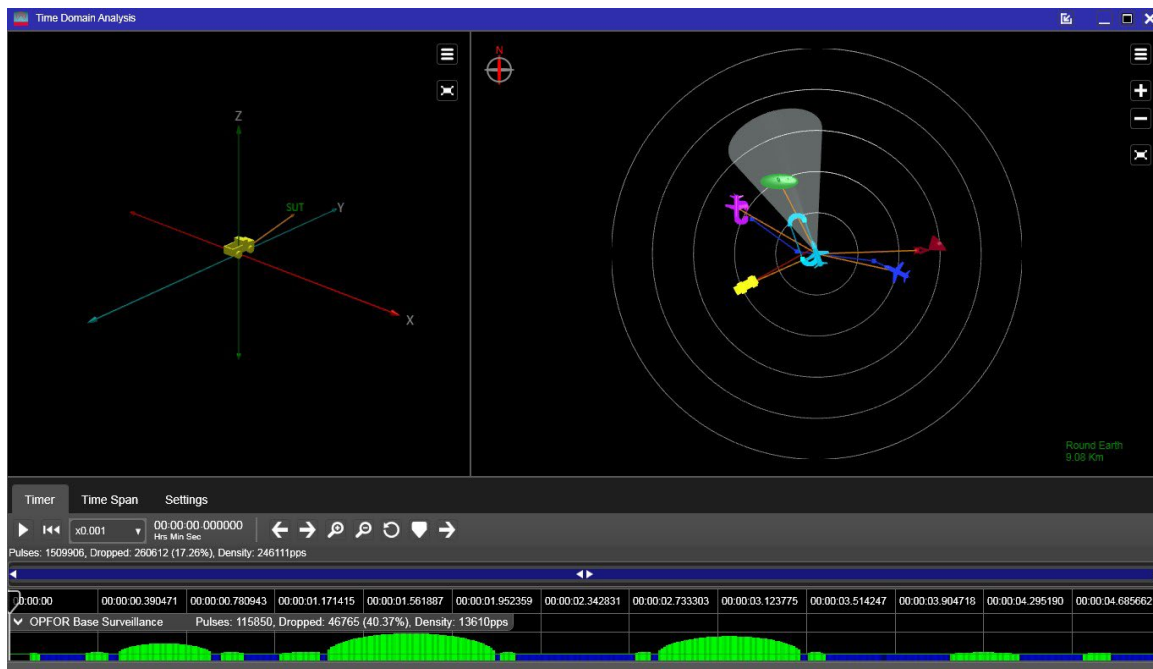 Time Domain Analysis
N
Z
SUT
Y
X
Round Earth
9.08 Km
Timer Time Span Settings
x0.001 00:00:00-000000
Hrs Min Sec
Pulses: 1509906, Dropped: 260612 (17.26%), Density: 246111pps
0:00:00 00:00:00.390471 00:00:00.780943 00:00:01.171415 00:00:01.561887 00:00:01.952359 00:00:02.342831 00:00:02.733303 00:00:03.123775 00:00:03.514247 00:00:03.904718 00:00:04.295190 00:00:04.685662
OPFOR Base Surveillance Pulses: 115850, Dropped: 46765 (40.37%), Density: 13610pps